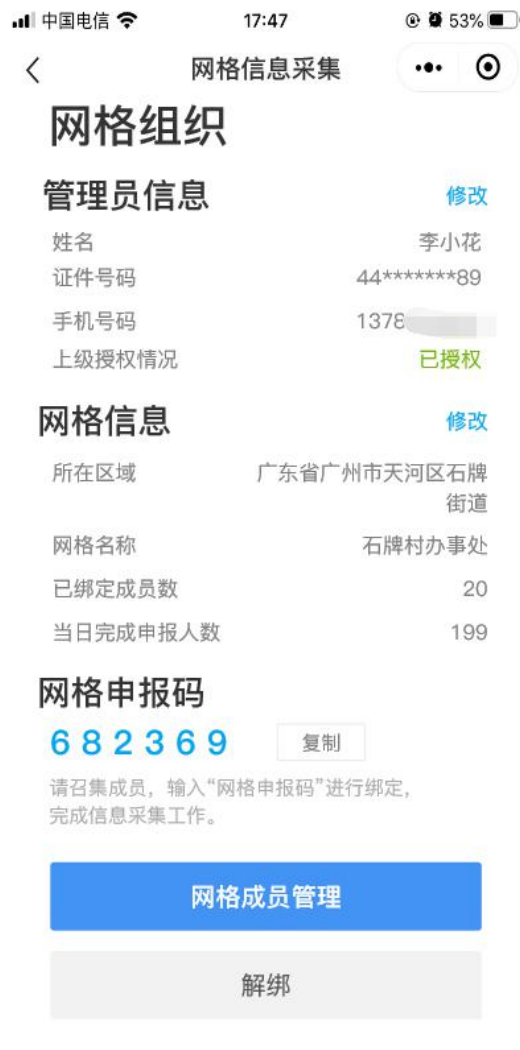 中国电信 17:47 53%
网格信息采集
网格组织
管理员信息 修改
姓名 李小花
证件号码 44*******89
手机号码 1378
上级授权情况 已授权
网格信息 修改
所在区域 广东省广州市天河区石牌
街道
网格名称 石牌村办事处
已绑定成员数 20
当日完成申报人数 199
网格申报码
682369 复制
请召集成员，输入“网格申报码”进行绑定，
完成信息采集工作。
网格成员管理
解绑